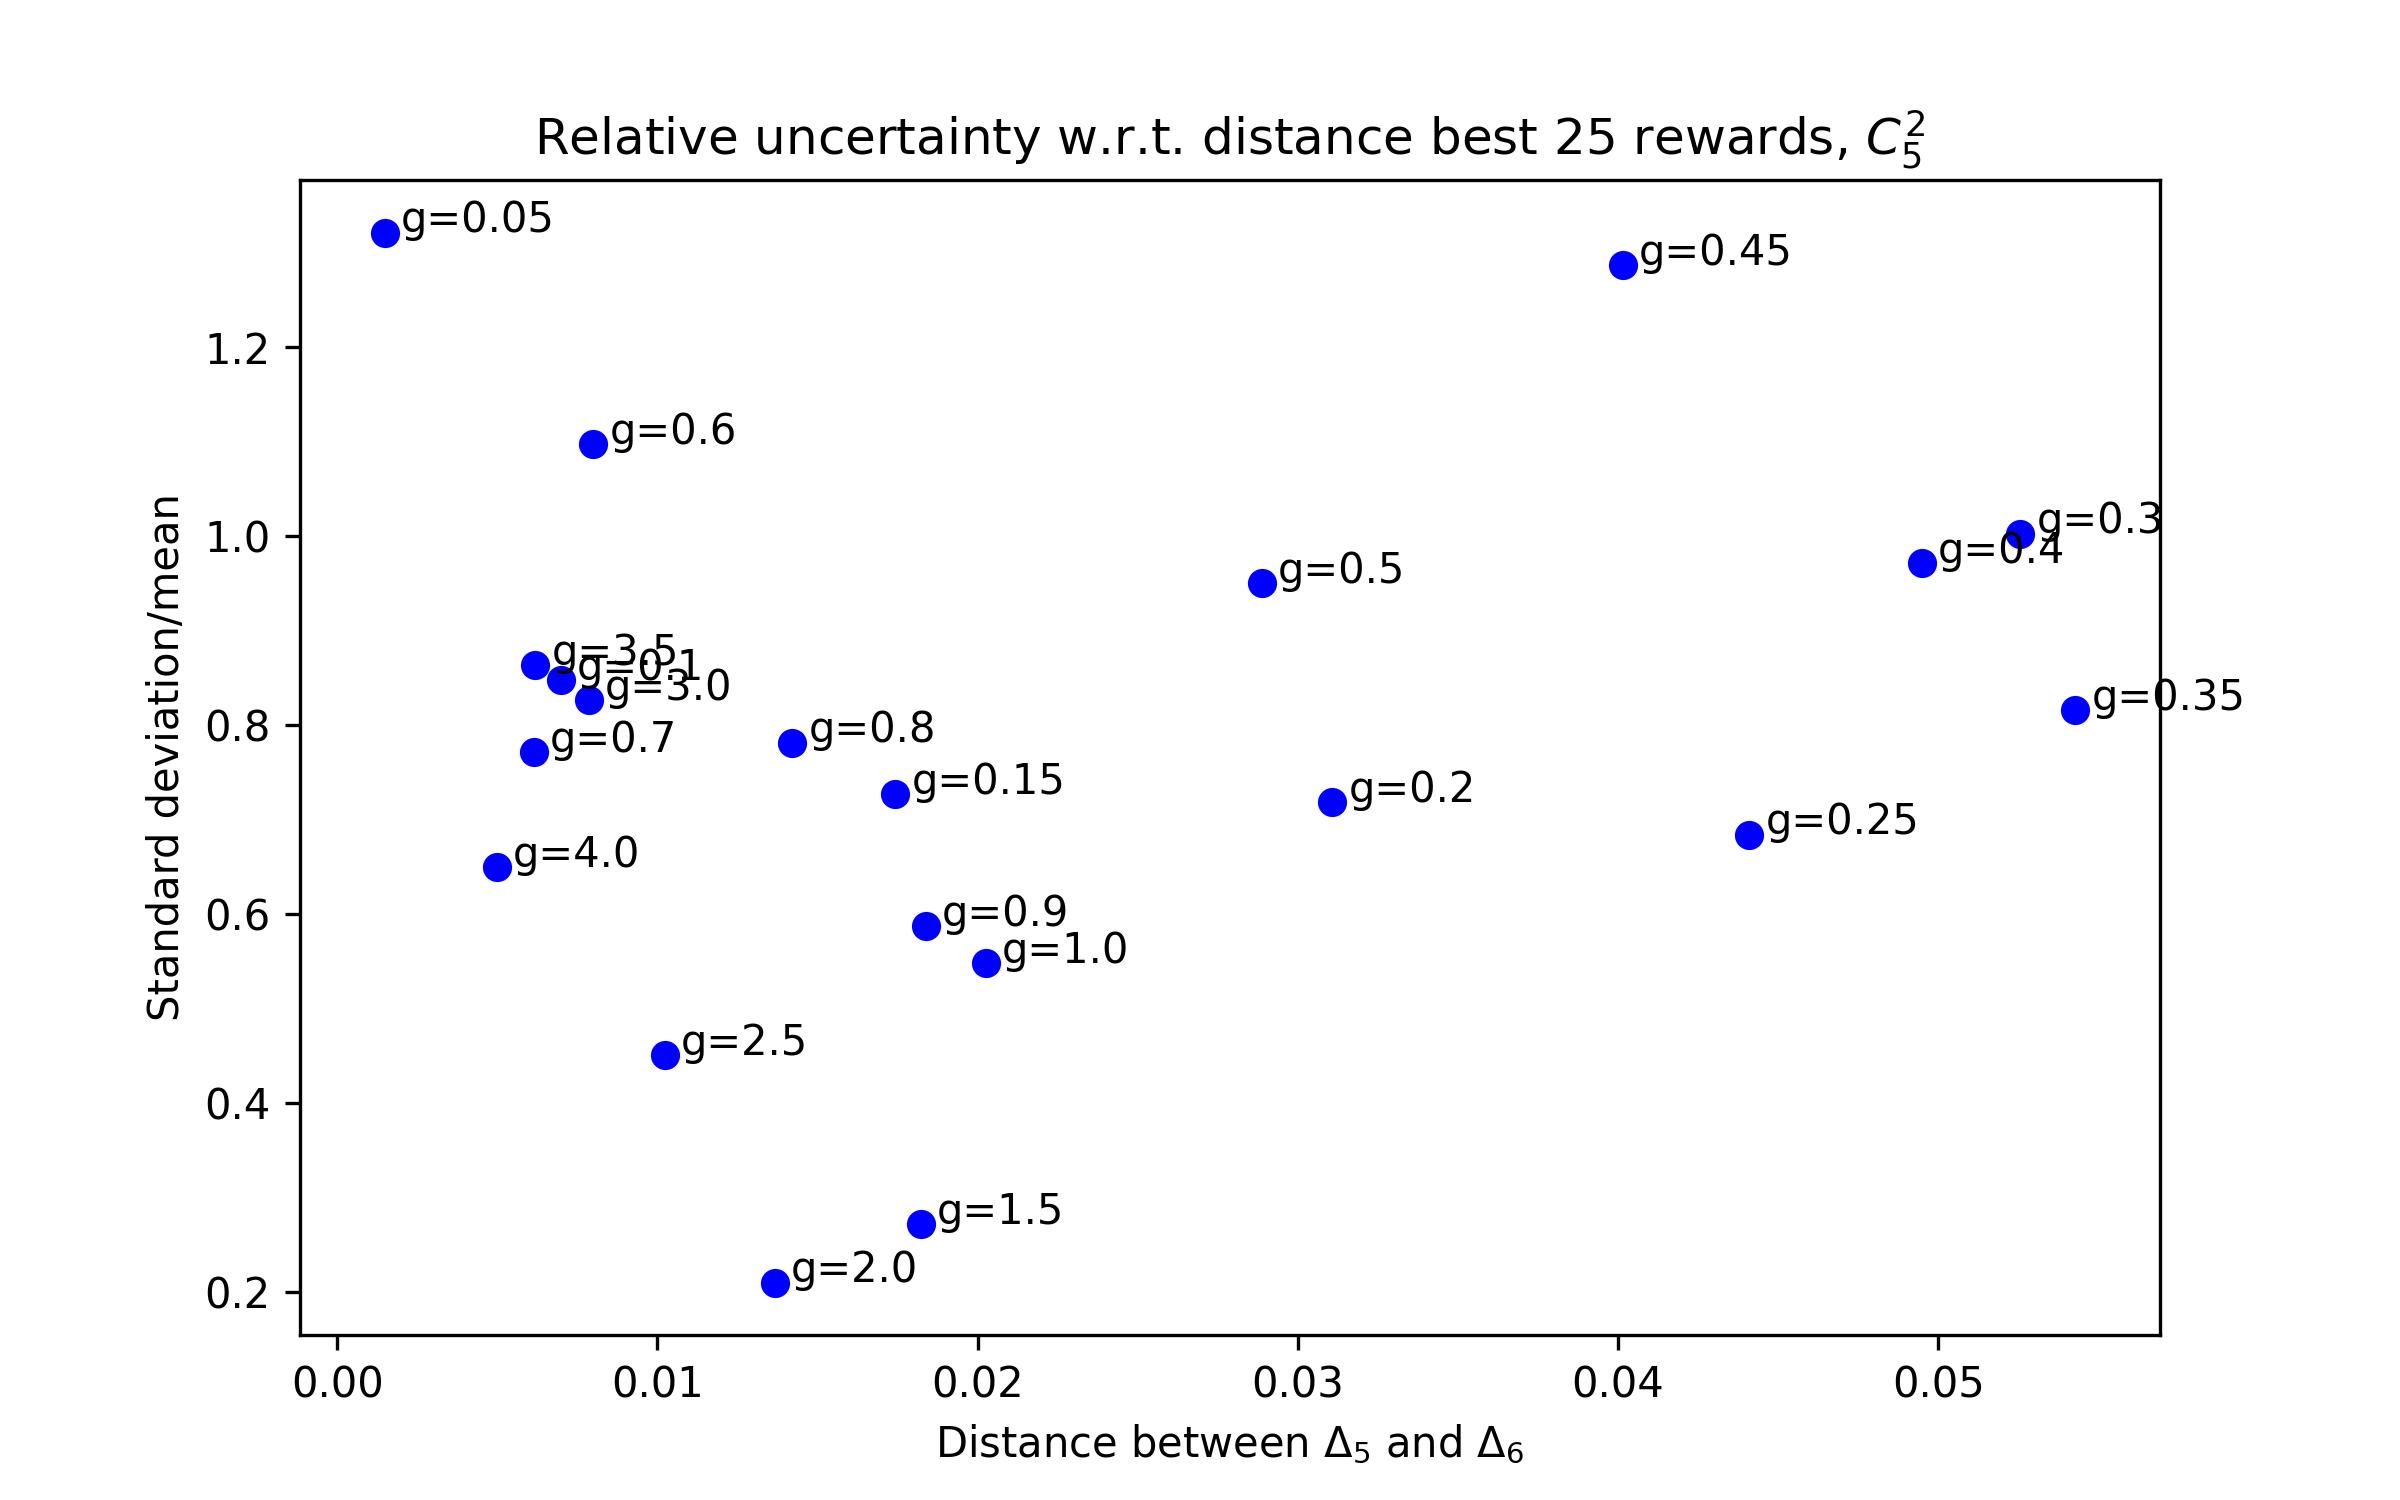 Relative uncertainty w.r.t. distance best 25 rewards, $C_5^2$
g=0.05
g=0.45
1.2
g=0.6
g=0.3
1.0
g=0.4
g=0.5
g=3.5
g=0.1
g=3.0
g=0.35
0.8
g=0.7
g=0.8
g=0.15
g=0.2
g=0.25
g=4.0
0.6
g=0.9
g=1.0
g=2.5
0.4
g=1.5
g=2.0
0.2
Standard deviation/mean
0.00 0.01 0.02 0.03 0.04 0.05
Distance between Δ₅ and Δ₆